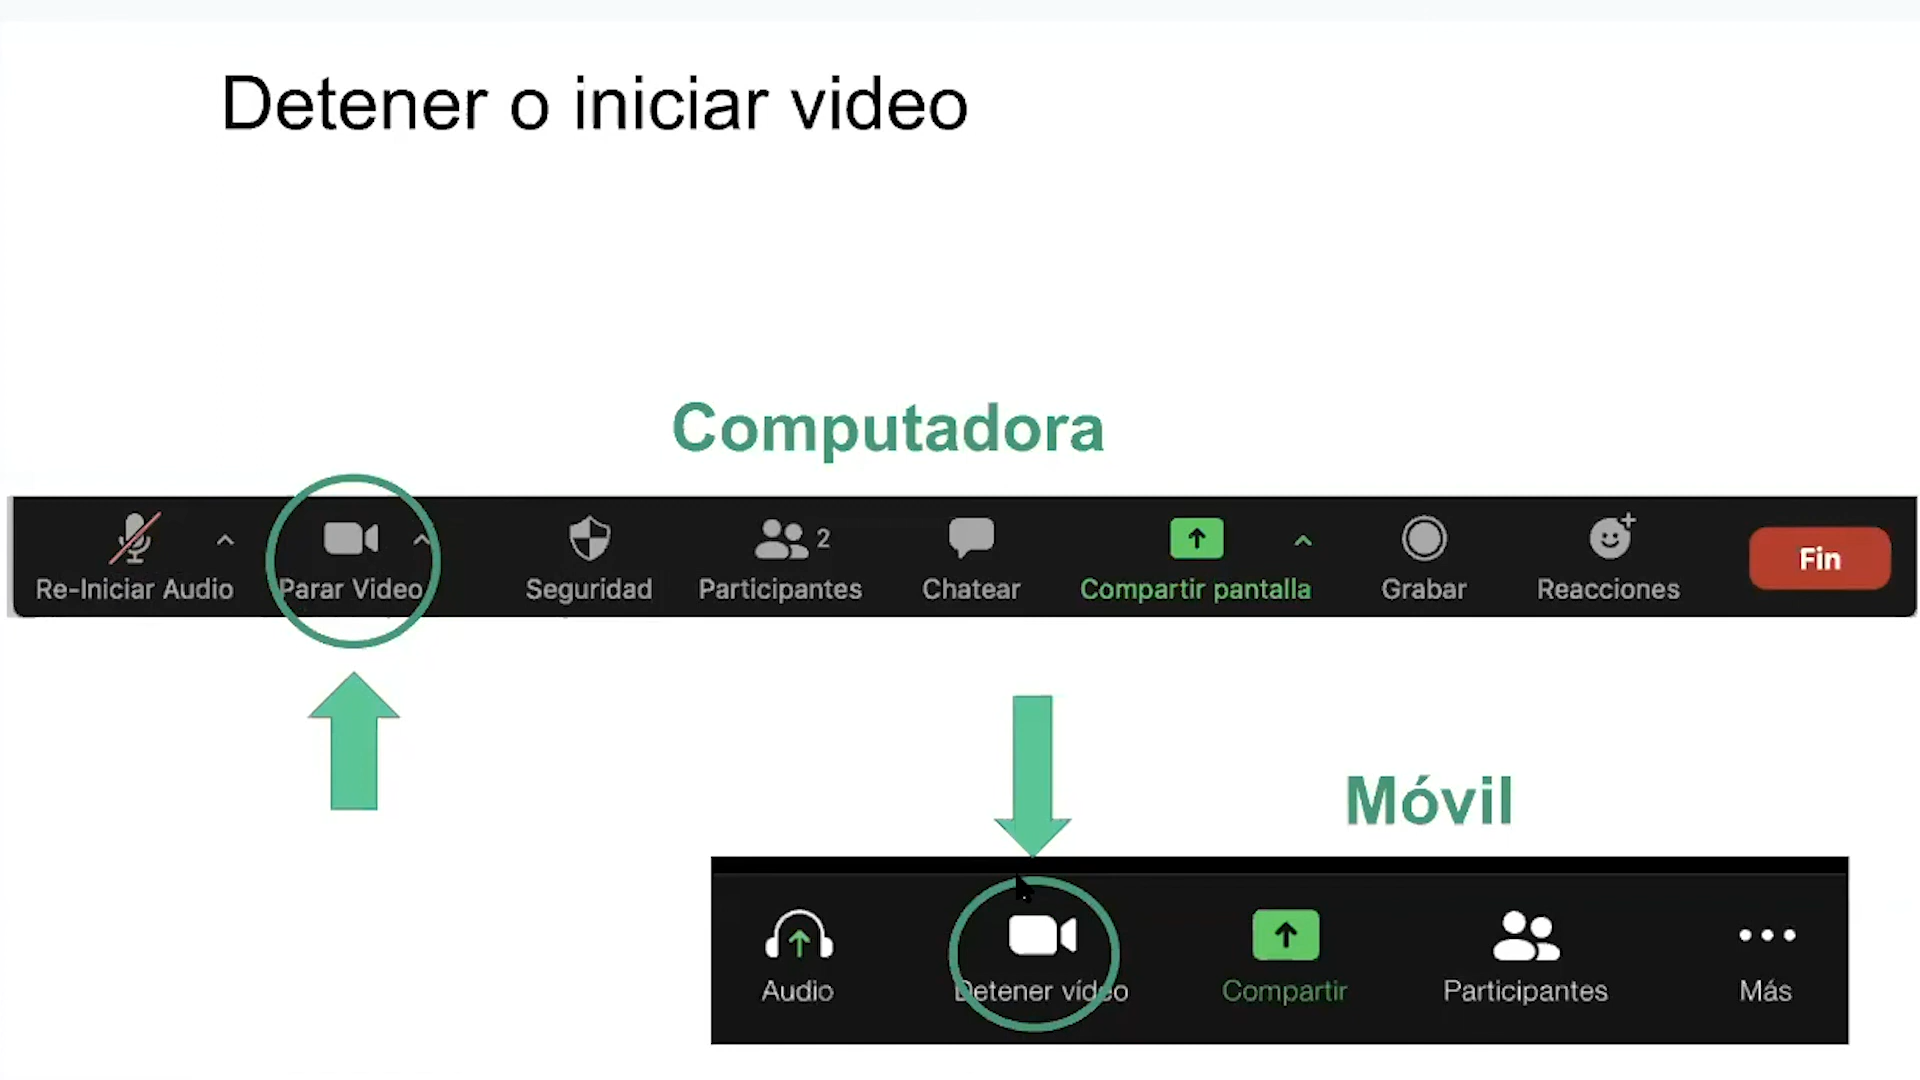 Detener o iniciar video
Computadora
Re-Iniciar Audio
Parar Video
Seguridad
2
Participantes
Chatear
Compartir pantalla
Grabar
Reacciones
Fin
Móvil
Audio
Detener vídeo
Compartir
Participantes
Más